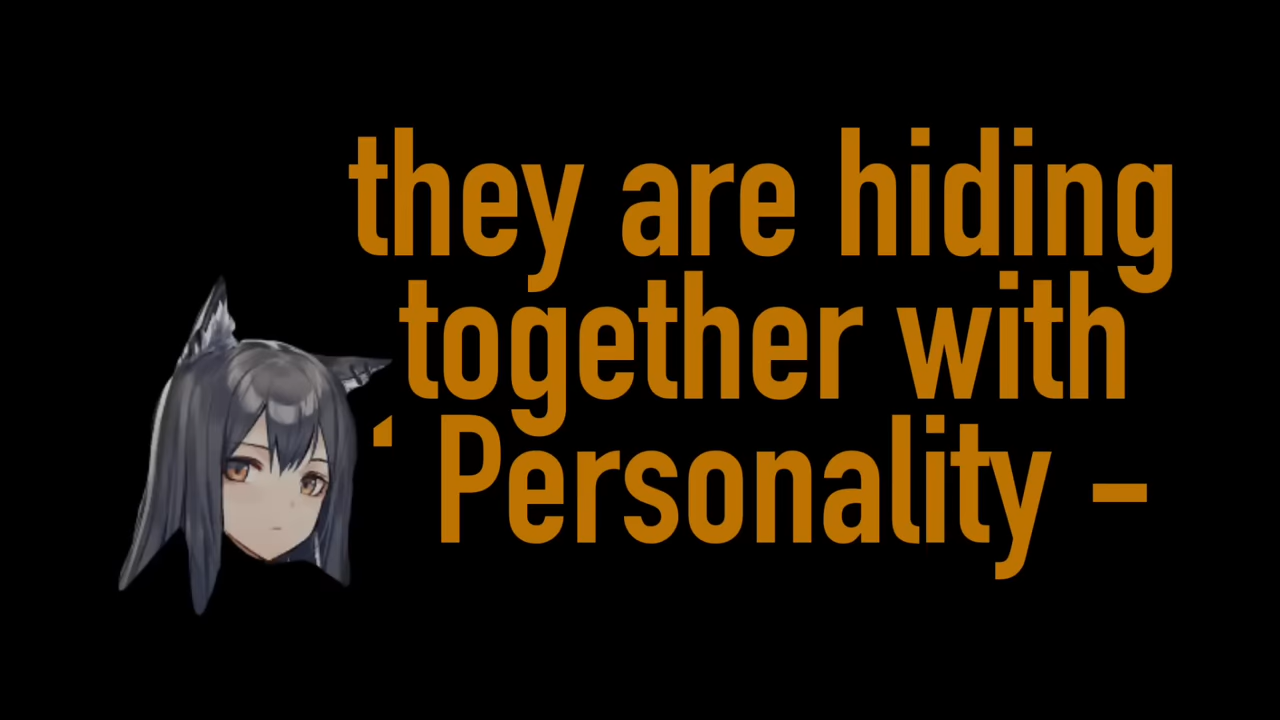 they are hiding
together with
‘ Personality -